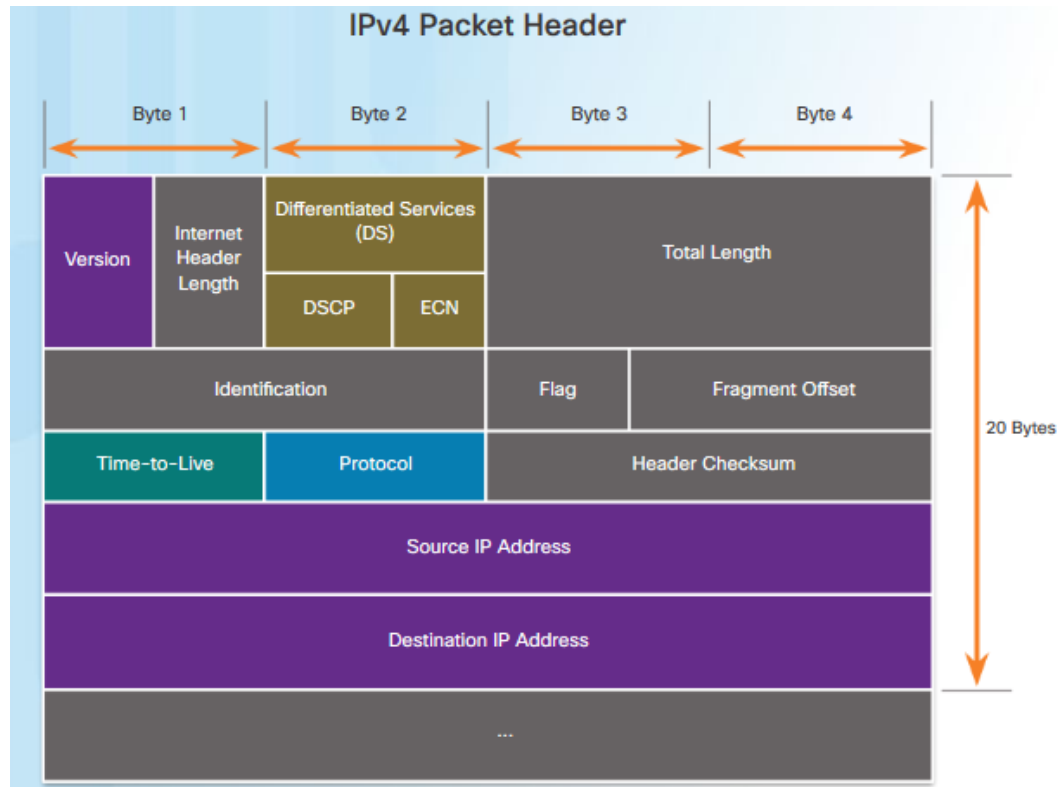 IPv4 Packet Header
Byte 1 Byte 2 Byte 3 Byte 4
Version
Internet
Header
Length
Differentiated Services
(DS)
DSCP ECN
Total Length
Identification Flag Fragment Offset
20 Bytes
Time-to-Live Protocol Header Checksum
Source IP Address
Destination IP Address
...